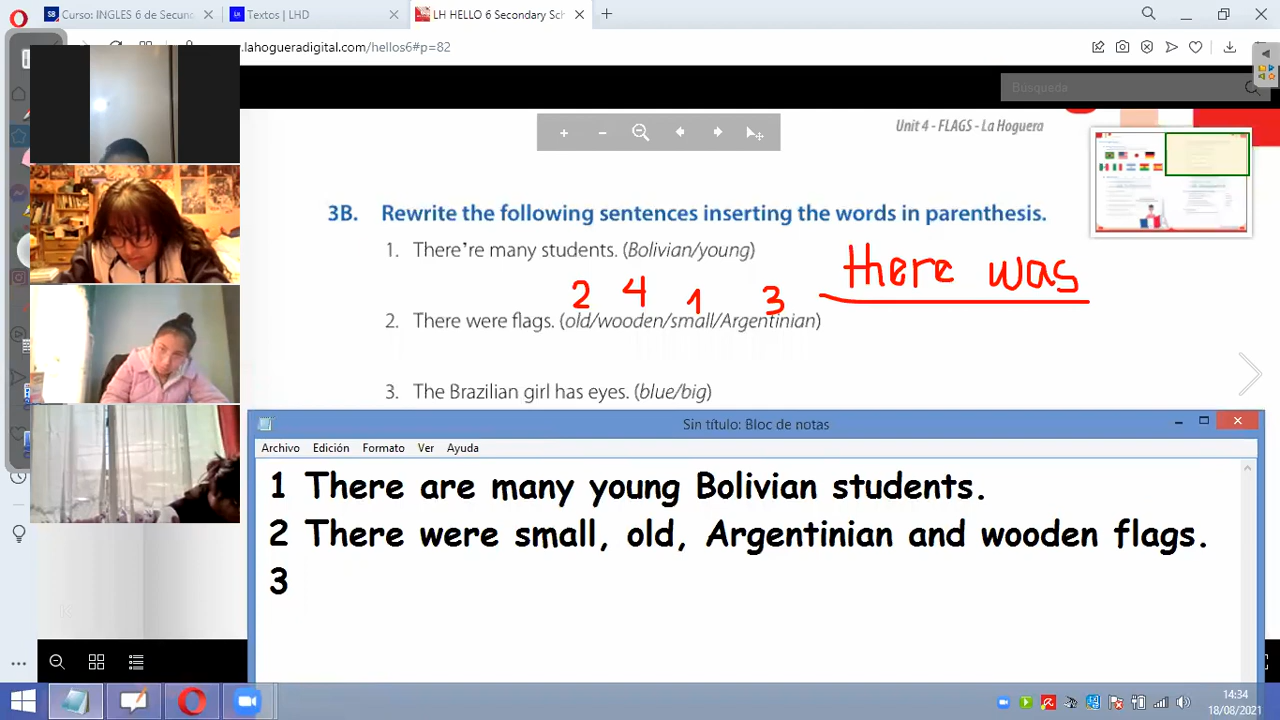 Curso: INGLES 6 de Secun
Textos | LHD
LH HELLO 6 Secondary Sch
.lahogueradigital.com/hellos6#p=82
Búsqueda
Unit 4 - FLAGS - La Hoguera
3B. Rewrite the following sentences inserting the words in parenthesis.
1. There're many students. (Bolivian/young)
there was
2 4 1 3
2. There were flags. (old/wooden/small/Argentinian)
3. The Brazilian girl has eyes. (blue/big)
Sin título: Bloc de notas
Archivo Edición Formato Ver Ayuda
1 There are many young Bolivian students.
2 There were small, old, Argentinian and wooden flags.
3
14:34
18/08/2021